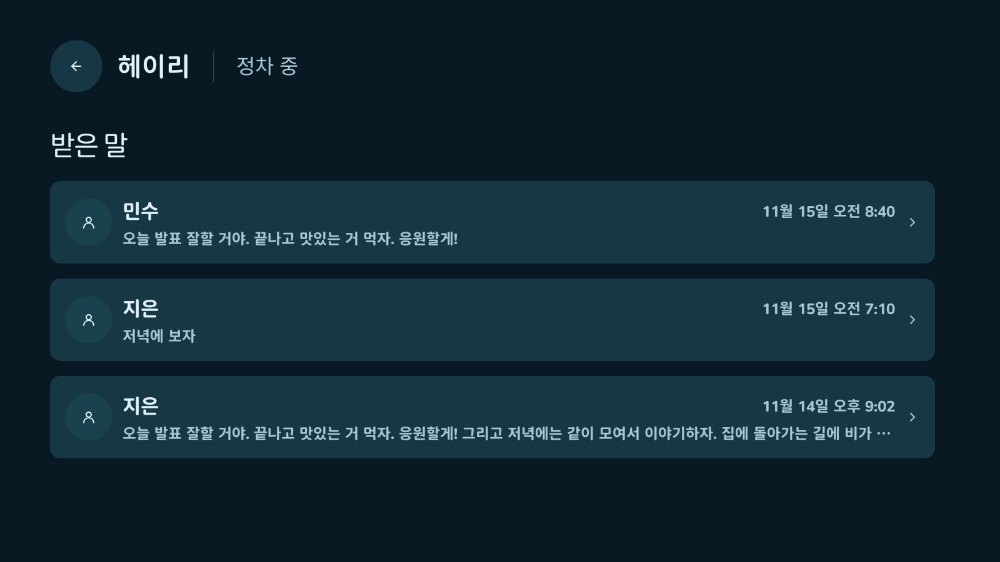 헤이리
정차 중
받은 말
민수
11월 15일 오전 8:40
오늘 발표 잘할 거야. 끝나고 맛있는 거 먹자. 응원할게!
지은
11월 15일 오전 7:10
저녁에 보자
지은
11월 14일 오후 9:02
오늘 발표 잘할 거야. 끝나고 맛있는 거 먹자. 응원할게! 그리고 저녁에는 같이 모여서 이야기하자. 집에 돌아가는 길에 비가 ⋯